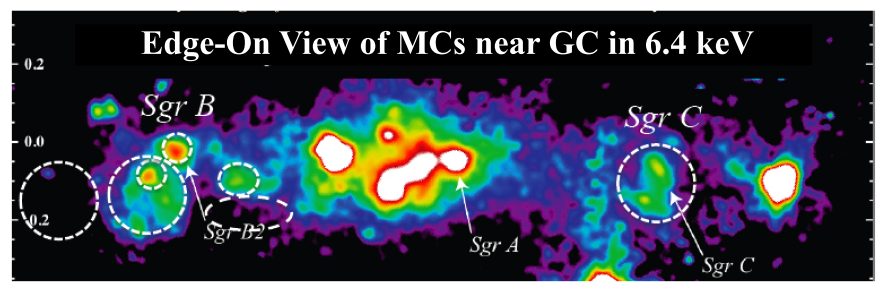 Edge-On View of MCs near GC in 6.4 keV
0.2
Sgr B
Sgr C
0.0
0.2
Sgr B2
Sgr A
Sgr C